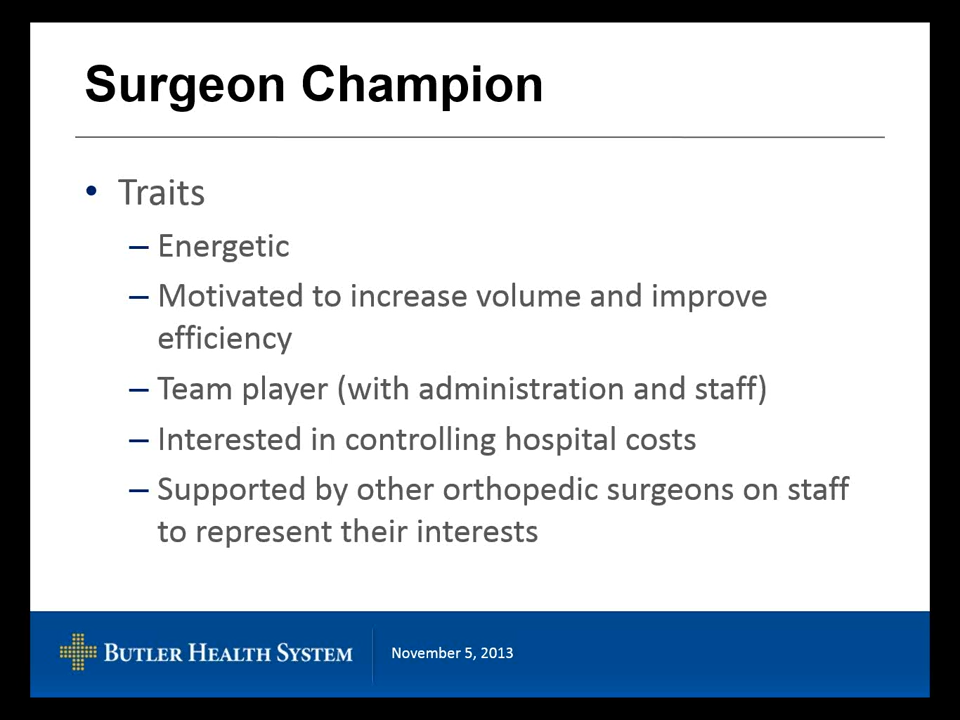 Surgeon Champion
• Traits
– Energetic
– Motivated to increase volume and improve
efficiency
– Team player (with administration and staff)
– Interested in controlling hospital costs
– Supported by other orthopedic surgeons on staff
to represent their interests
BUTLER HEALTH SYSTEM
November 5, 2013